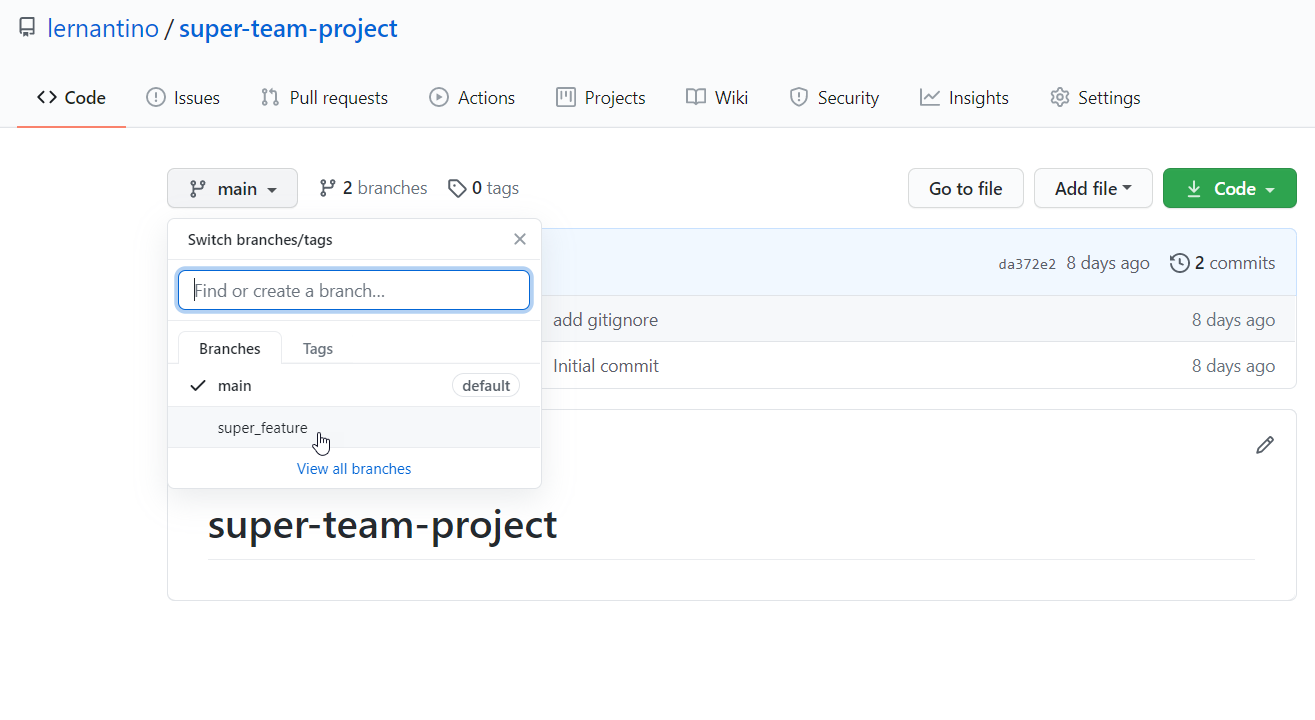 lernantino / super-team-project
Code Issues Pull requests Actions Projects Wiki Security Insights Settings
main 2 branches 0 tags Go to file Add file Code
Switch branches/tags
da372e2 8 days ago 2 commits
Find or create a branch...
add gitignore 8 days ago
Branches Tags
Initial commit 8 days ago
main default
super_feature
View all branches
super-team-project